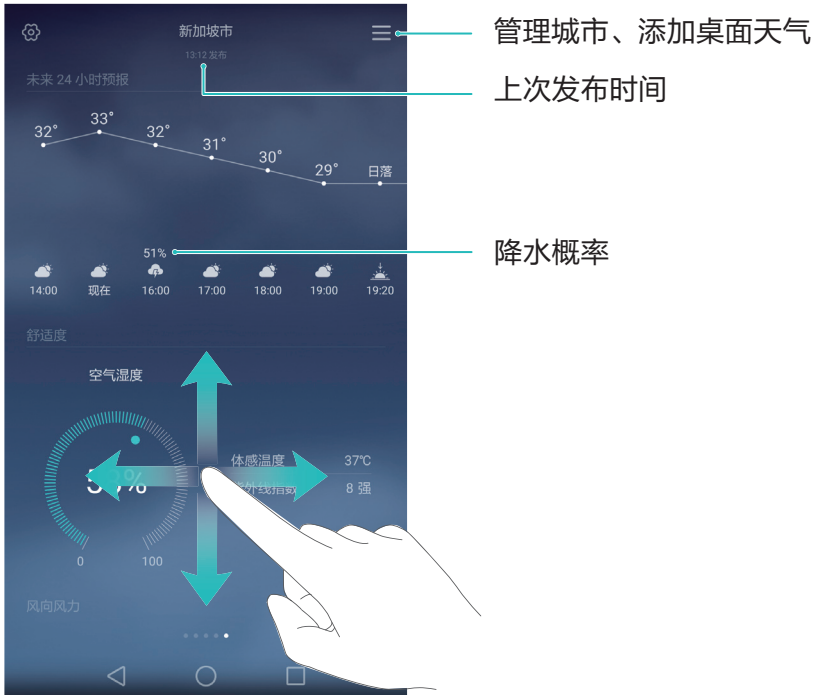 新加坡市
管理城市、添加桌面天气
13:12 发布
上次发布时间
未来 24 小时预报
32° 33° 32° 31° 30° 29° 日落
51%
降水概率
14:00 现在 16:00 17:00 18:00 19:00 19:20
舒适度
空气湿度
体感温度 37℃
外线指数 8 强
0 100
风向风力